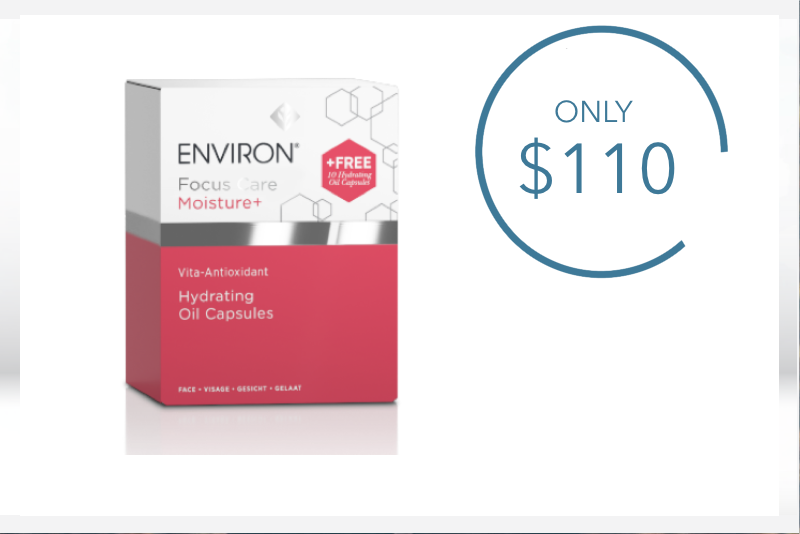 ENVIRON®
Focus Care
Moisture+
+FREE
10 Hydrating
Oil Capsules
Vita-Antioxidant
Hydrating
Oil Capsules
FACE • VISAGE • GESICHT • GELAAT
ONLY
$110